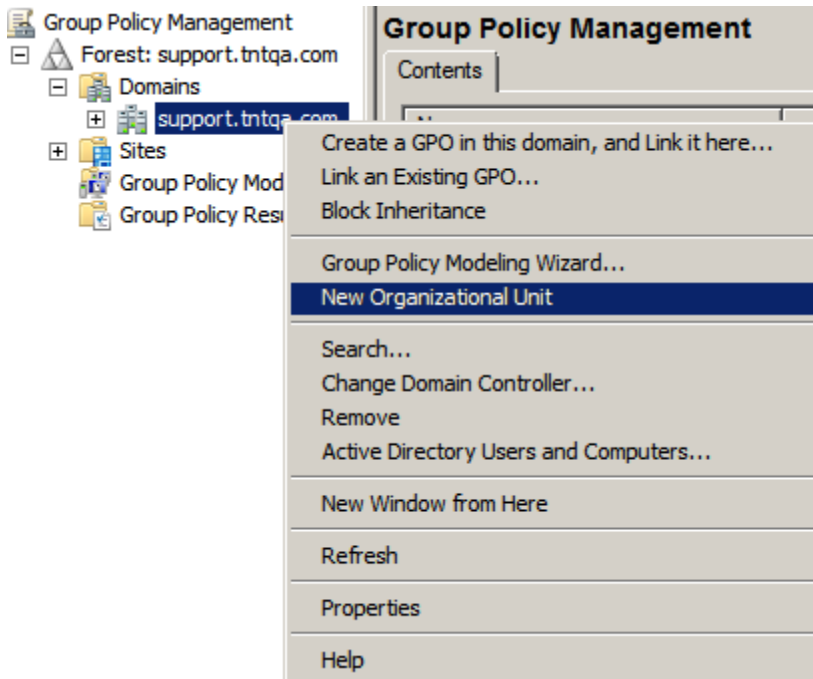 Group Policy Management
Forest: support.tntqa.com
Domains
support.tntqa.com
Sites
Group Policy Mod
Group Policy Resu
Group Policy Management
Contents
Create a GPO in this domain, and Link it here...
Link an Existing GPO...
Block Inheritance
Group Policy Modeling Wizard...
New Organizational Unit
Search...
Change Domain Controller...
Remove
Active Directory Users and Computers...
New Window from Here
Refresh
Properties
Help